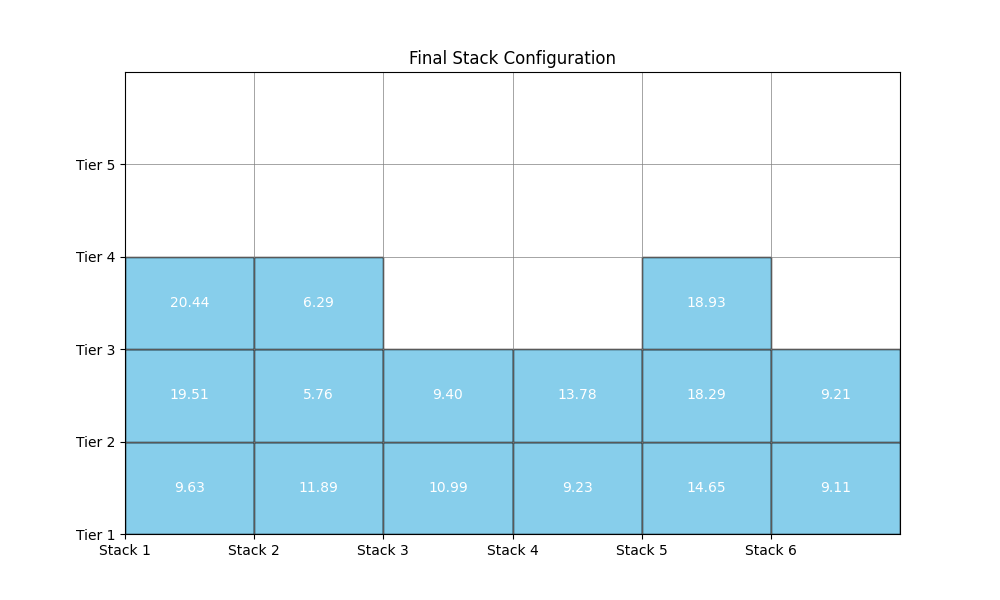 Final Stack Configuration
Tier 5
Tier 4
20.44 6.29 18.93
Tier 3
19.51 5.76 9.40 13.78 18.29 9.21
Tier 2
9.63 11.89 10.99 9.23 14.65 9.11
Tier 1
Stack 1 Stack 2 Stack 3 Stack 4 Stack 5 Stack 6